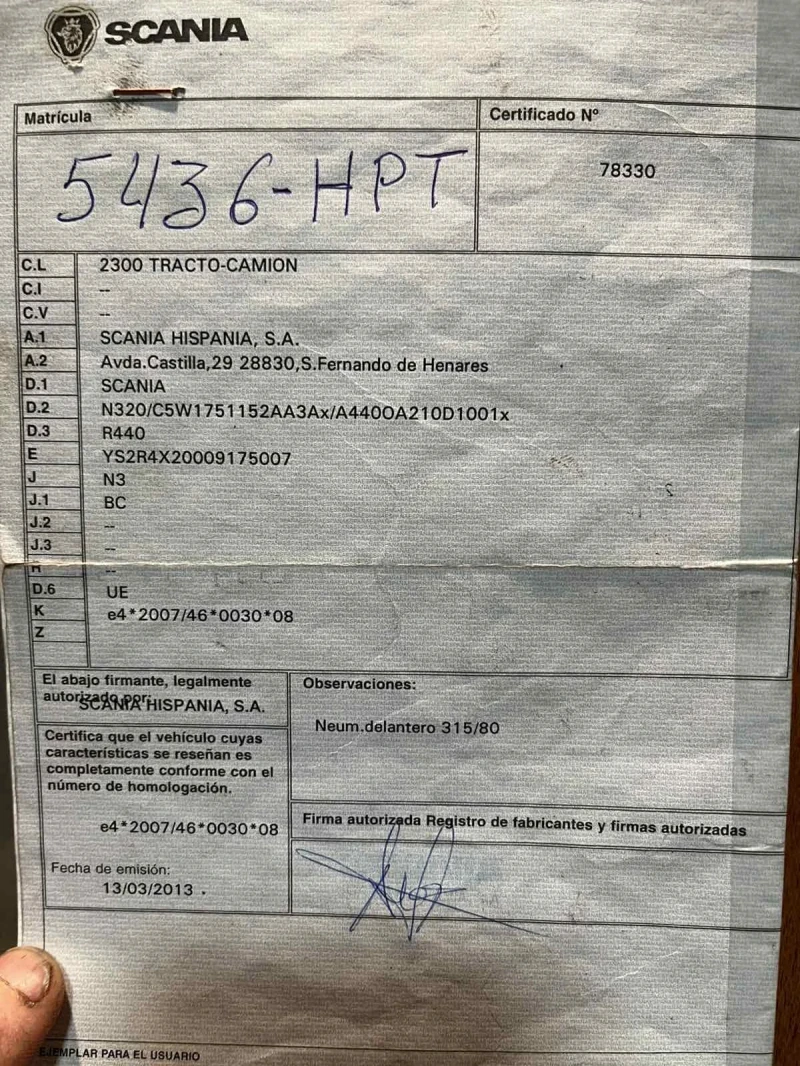 SCANIA
Matrícula
Certificado Nº
5436-HPT
78330
C.L 2300 TRACTO-CAMION
C.I --
C.V --
A.1 SCANIA HISPANIA, S.A.
A.2 Avda.Castilla,29 28830,S.Fernando de Henares
D.1 SCANIA
D.2 N320/C5W1751152AA3Ax/A440OA210D1001x
D.3 R440
E YS2R4X20009175007
J N3
J.1 BC
J.2 --
J.3 --
--
D.6 UE
K e4*2007/46*0030*08
Z
El abajo firmante, legalmente
autorizado por:
SCANIA HISPANIA, S.A.
Certifica que el vehículo cuyas
características se reseñan es
completamente conforme con el
número de homologación.
e4*2007/46*0030*08
Fecha de emisión:
13/03/2013 .
Observaciones:
Neum.delantero 315/80
Firma autorizada Registro de fabricantes y firmas autorizadas
EJEMPLAR PARA EL USUARIO